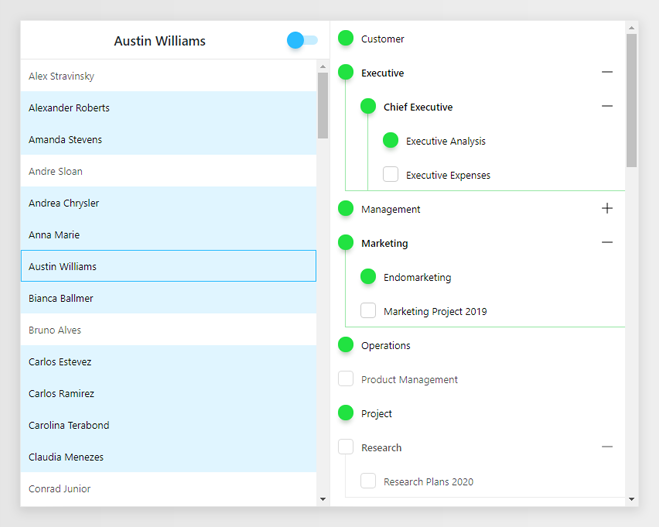 Austin Williams
Alex Stravinsky
Alexander Roberts
Amanda Stevens
Andre Sloan
Andrea Chrysler
Anna Marie
Austin Williams
Bianca Ballmer
Bruno Alves
Carlos Estevez
Carlos Ramirez
Carolina Terabond
Claudia Menezes
Conrad Junior
Customer
Executive
Chief Executive
Executive Analysis
Executive Expenses
Management
Marketing
Endomarketing
Marketing Project 2019
Operations
Product Management
Project
Research
Research Plans 2020